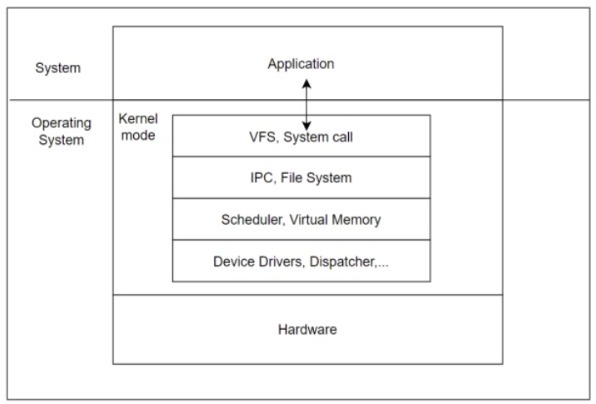 System
Application
Operating
System
Kernel
mode
VFS, System call
IPC, File System
Scheduler, Virtual Memory
Device Drivers, Dispatcher,...
Hardware